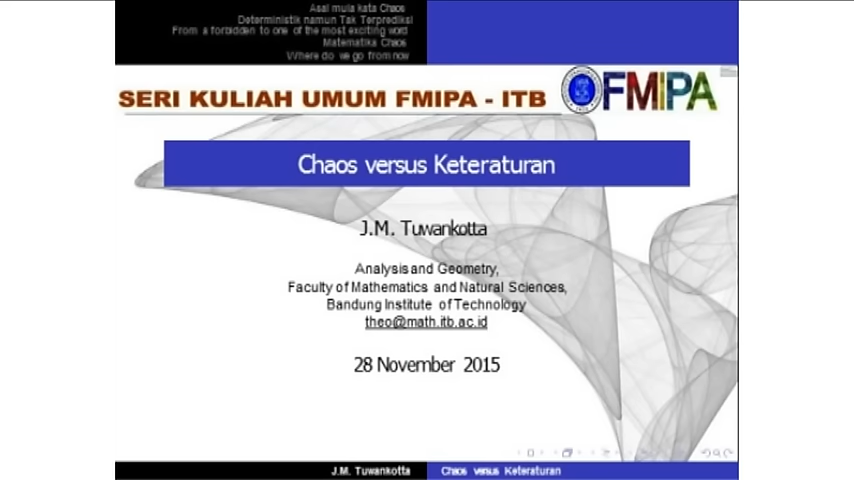 Asal mula kata Chaos
Deterministik namun Tak Terprediksi
From a forbidden to one of the most exciting word
Matematika Chaos
Where do we go from now
SERI KULIAH UMUM FMIPA - ITB
FMIPA
Chaos versus Keteraturan
J.M. Tuwankotta
Analysis and Geometry,
Faculty of Mathematics and Natural Sciences,
Bandung Institute of Technology
theo@math.itb.ac.id
28 November 2015
J.M. Tuwankotta
Chaos versus Keteraturan